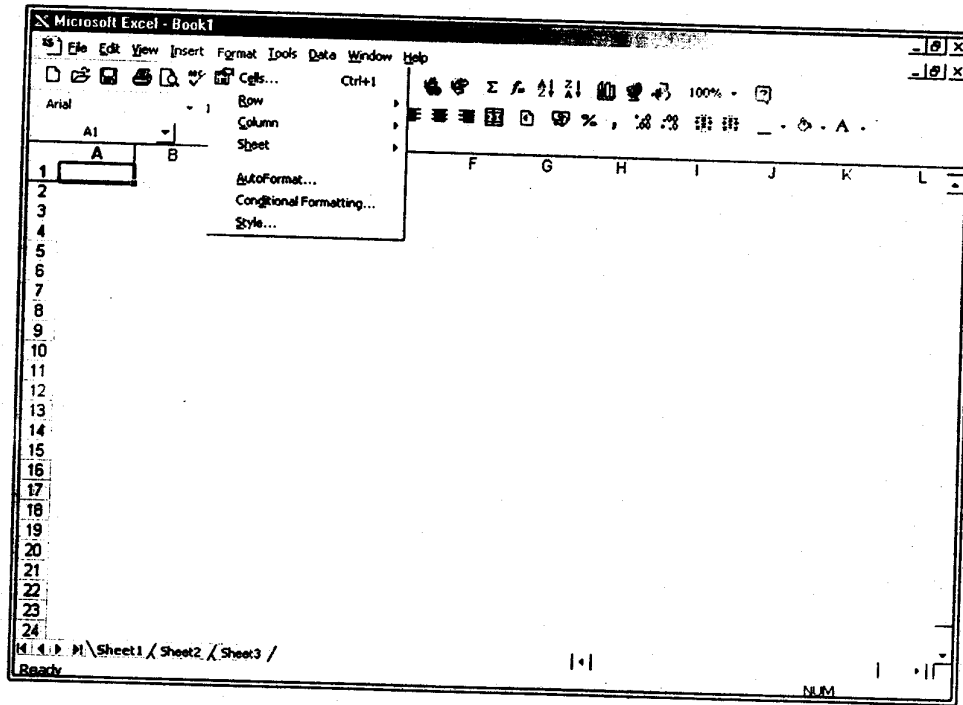 Microsoft Excel - Book1
File Edit View Insert Format Tools Data Window Help
Cells... Ctrl+1
Row
Column
Sheet
AutoFormat...
Conditional Formatting...
Style...
100%
Arial
A1
A B F G H I J K L
1
2
3
4
5
6
7
8
9
10
11
12
13
14
15
16
17
18
19
20
21
22
23
24
Sheet1 Sheet2 Sheet3
Ready
NUM